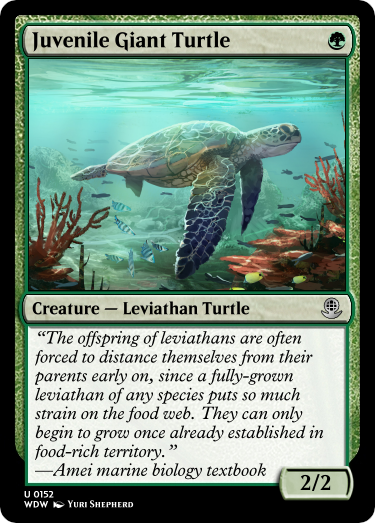 Juvenile Giant Turtle
Creature — Leviathan Turtle
“The offspring of leviathans are often
forced to distance themselves from their
parents early on, since a fully-grown
leviathan of any species puts so much
strain on the food web. They can only
begin to grow once already established in
food-rich territory.”
—Amei marine biology textbook
2/2
U 0152
WDW Yuri Shepherd